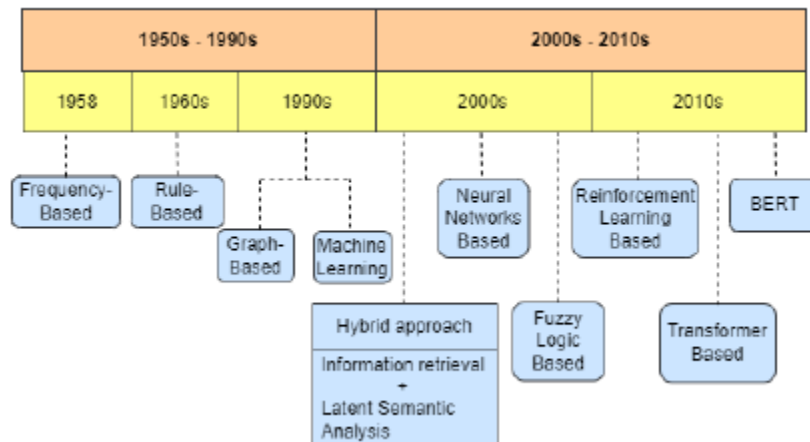 1950s - 1990s
2000s - 2010s
1958
1960s
1990s
2000s
2010s
Frequency-
Based
Rule-
Based
Graph-
Based
Machine
Learning
Neural
Networks
Based
Reinforcement
Learning
Based
BERT
Hybrid approach
Information retrieval
+
Latent Semantic
Analysis
Fuzzy
Logic
Based
Transformer
Based